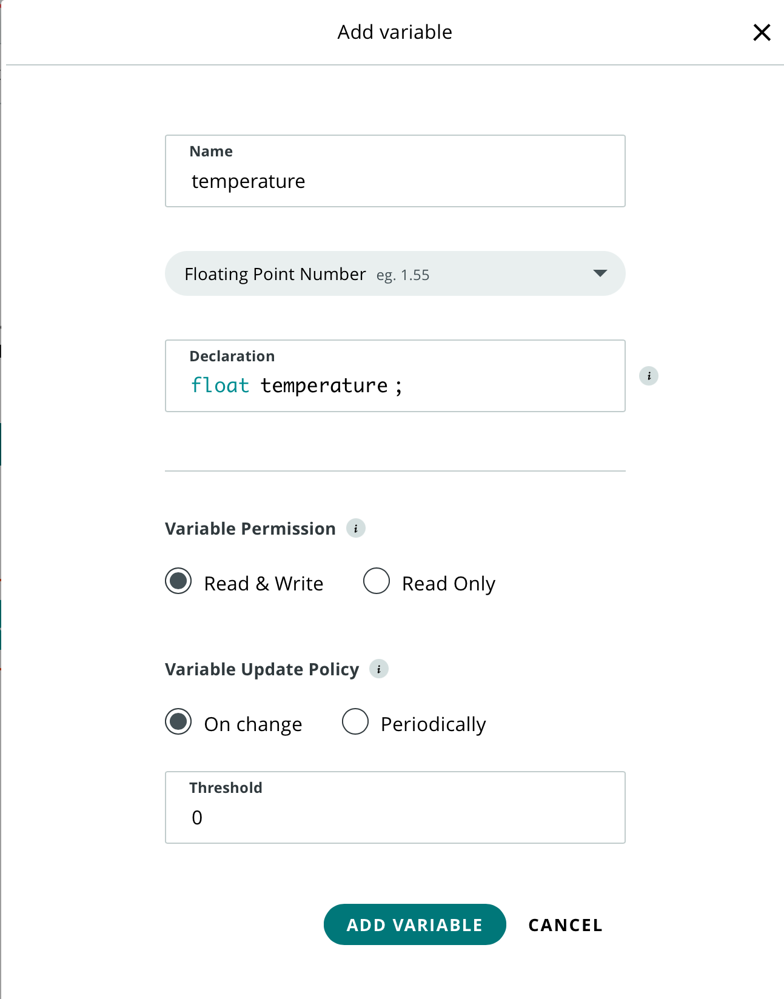 Add variable
Name
temperature
Floating Point Number eg. 1.55
Declaration
float temperature ;
i
Variable Permission i
Read & Write Read Only
Variable Update Policy i
On change Periodically
Threshold
0
ADD VARIABLE CANCEL